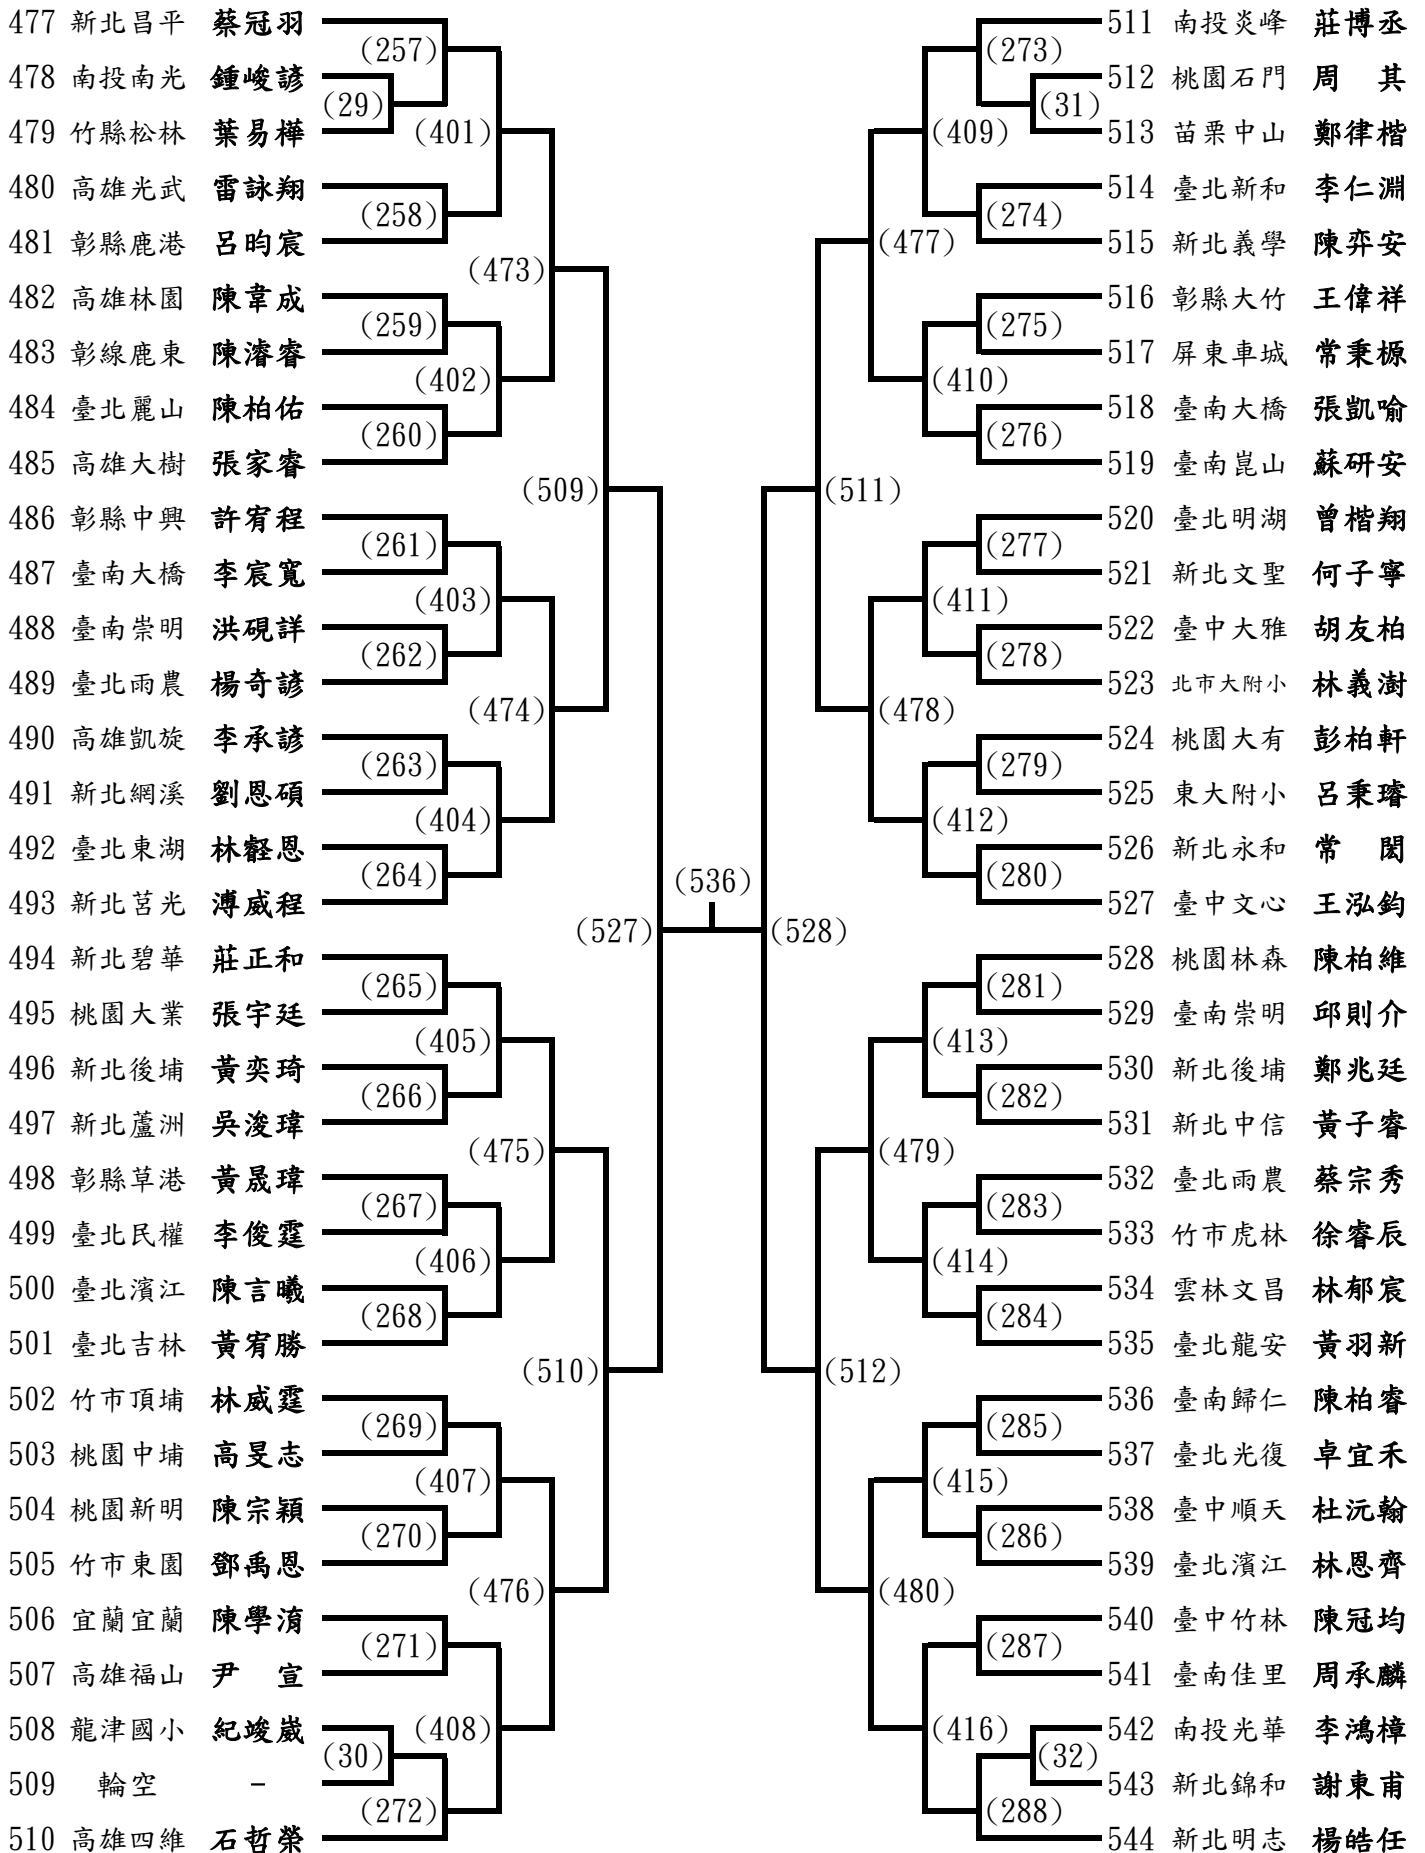 477 新北昌平 蔡冠羽
(257)
478 南投南光 鍾峻諺
(29)
479 竹縣松林 葉易樺
(401)
480 高雄光武 雷詠翔
(258)
481 彰縣鹿港 呂昀宸
(473)
482 高雄林園 陳韋成
(259)
483 彰線鹿東 陳濬睿
(402)
484 臺北麗山 陳柏佑
(260)
485 高雄大樹 張家睿
(509)
486 彰縣中興 許宥程
(261)
487 臺南大橋 李宸寬
(403)
488 臺南崇明 洪硯詳
(262)
489 臺北雨農 楊奇諺
(474)
490 高雄凱旋 李承諺
(263)
491 新北網溪 劉恩碩
(404)
492 臺北東湖 林睿恩
(264)
493 新北莒光 溥威程
(527)
494 新北碧華 莊正和
(265)
495 桃園大業 張宇廷
(405)
496 新北後埔 黃奕琦
(266)
497 新北蘆洲 吳浚瑋
(475)
498 彰縣草港 黃晟瑋
(267)
499 臺北民權 李俊霆
(406)
500 臺北濱江 陳言曦
(268)
501 臺北吉林 黃宥勝
(510)
502 竹市頂埔 林威霆
(269)
503 桃園中埔 高旻志
(407)
504 桃園新明 陳宗穎
(270)
505 竹市東園 鄧禹恩
(476)
506 宜蘭宜蘭 陳學淯
(271)
507 高雄福山 尹 宣
(408)
508 龍津國小 紀竣崴
(30)
509 輪空 -
(272)
510 高雄四維 石哲榮
(536)
511 南投炎峰 莊博丞
(273)
512 桃園石門 周 其
(31)
513 苗栗中山 鄭律楷
(409)
514 臺北新和 李仁淵
(274)
515 新北義學 陳弈安
(477)
516 彰縣大竹 王偉祥
(275)
517 屏東車城 常秉榞
(410)
518 臺南大橋 張凱喻
(276)
519 臺南崑山 蘇研安
(511)
520 臺北明湖 曾楷翔
(277)
521 新北文聖 何子寧
(411)
522 臺中大雅 胡友柏
(278)
523 北市大附小 林義澍
(478)
524 桃園大有 彭柏軒
(279)
525 東大附小 呂秉璿
(412)
526 新北永和 常 閎
(280)
527 臺中文心 王泓鈞
(528)
528 桃園林森 陳柏維
(281)
529 臺南崇明 邱則介
(413)
530 新北後埔 鄭兆廷
(282)
531 新北中信 黃子睿
(479)
532 臺北雨農 蔡宗秀
(283)
533 竹市虎林 徐睿辰
(414)
534 雲林文昌 林郁宸
(284)
535 臺北龍安 黃羽新
(512)
536 臺南歸仁 陳柏睿
(285)
537 臺北光復 卓宜禾
(415)
538 臺中順天 杜沅翰
(286)
539 臺北濱江 林恩齊
(480)
540 臺中竹林 陳冠均
(287)
541 臺南佳里 周承麟
(416)
542 南投光華 李鴻樟
(32)
543 新北錦和 謝東甫
(288)
544 新北明志 楊皓任